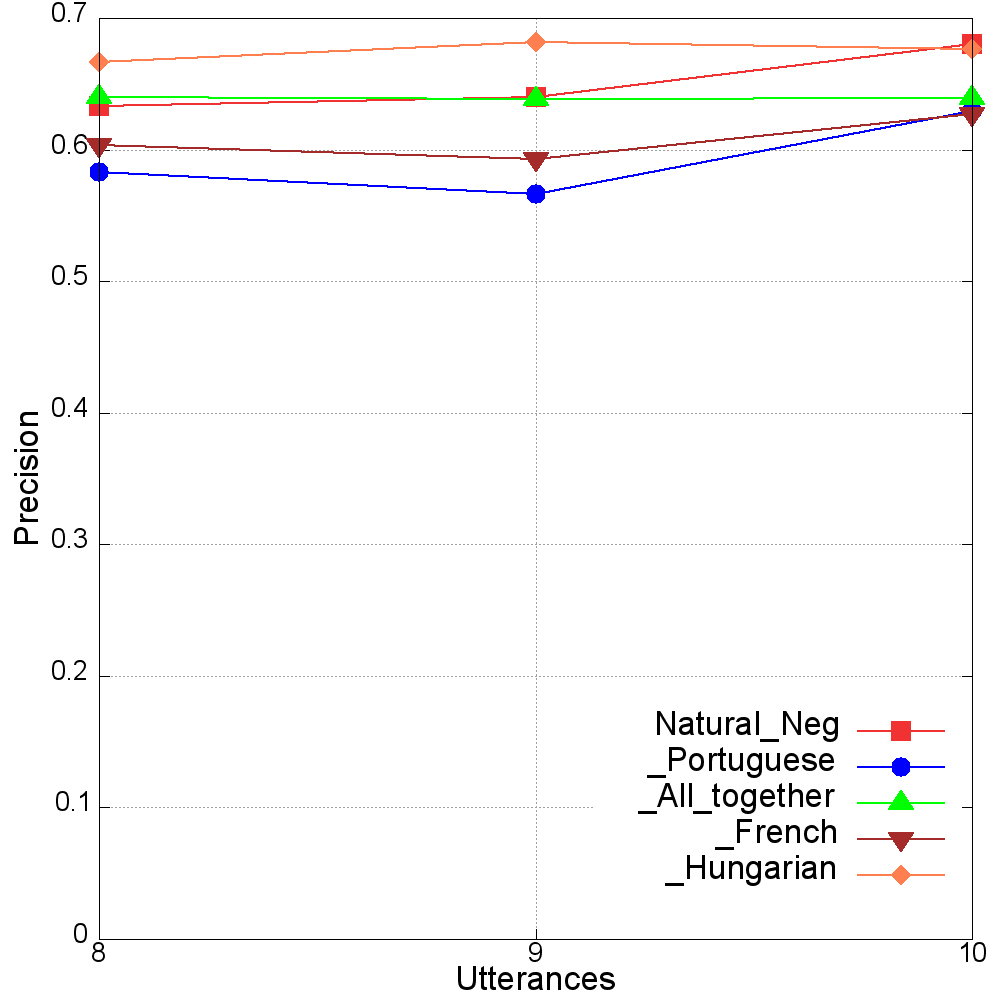 0.7
0.6
0.5
0.4
0.3
0.2
0.1
0
Precision
8
9
10
Utterances
Natural_Neg
_Portuguese
_All_together
_French
_Hungarian